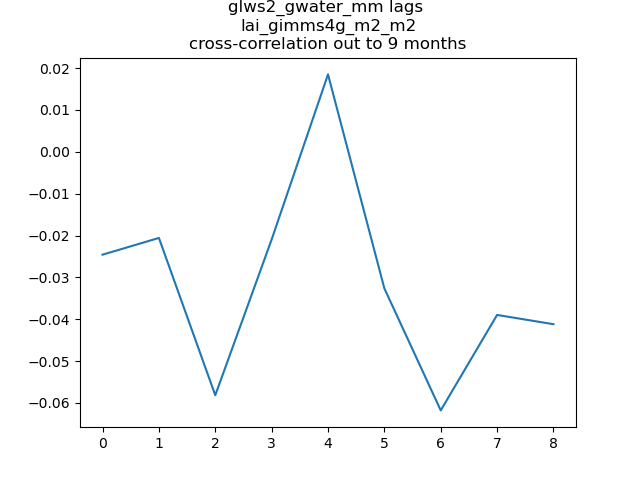 glws2_gwater_mm lags
lai_gimms4g_m2_m2
cross-correlation out to 9 months
0.02
0.01
0.00
−0.01
−0.02
−0.03
−0.04
−0.05
−0.06
0 1 2 3 4 5 6 7 8